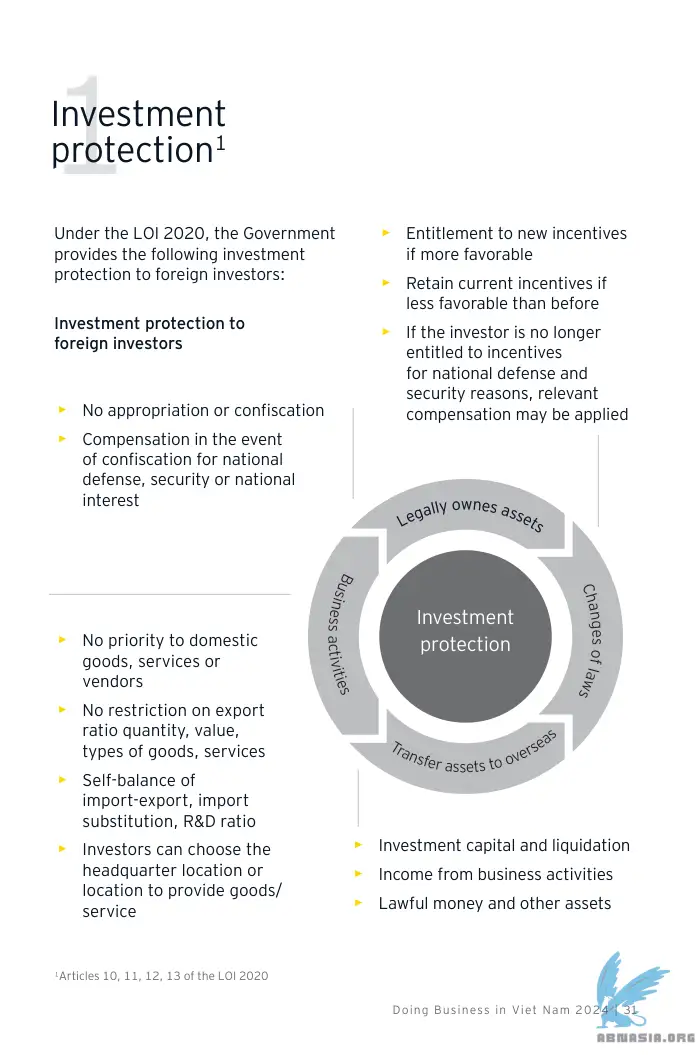 1
Investment
protection¹
Under the LOI 2020, the Government
provides the following investment
protection to foreign investors:
Investment protection to
foreign investors
► No appropriation or confiscation
► Compensation in the event
of confiscation for national
defense, security or national
interest
► No priority to domestic
goods, services or
vendors
► No restriction on export
ratio quantity, value,
types of goods, services
► Self-balance of
import-export, import
substitution, R&D ratio
► Investors can choose the
headquarter location or
location to provide goods/
service
► Entitlement to new incentives
if more favorable
► Retain current incentives if
less favorable than before
► If the investor is no longer
entitled to incentives
for national defense and
security reasons, relevant
compensation may be applied
Legally ownes assets
Business activities
Investment
protection
Changes of laws
Transfer assets to overseas
► Investment capital and liquidation
► Income from business activities
► Lawful money and other assets
¹Articles 10, 11, 12, 13 of the LOI 2020
Doing Business in Viet Nam 2024 | 31
ABMASIA.ORG